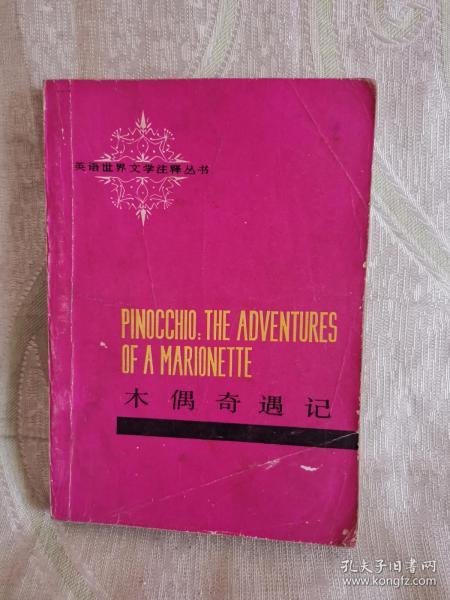 英语世界文学注释丛书
PINOCCHIO: THE ADVENTURES
OF A MARIONETTE
木偶奇遇记
孔夫子旧书网
www.kongfz.com